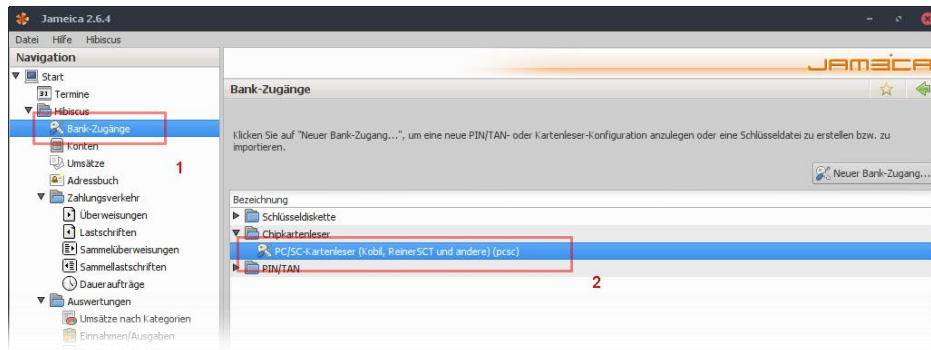 Jameica 2.6.4
Datei Hilfe Hibiscus
Navigation
Start
31 Termine
Hibiscus
Bank-Zugänge
Konten
Umsätze
Adressbuch
Zahlungsverkehr
Überweisungen
Lastschriften
Sammelüberweisungen
Sammellastschriften
Daueraufträge
Auswertungen
Umsätze nach Kategorien
Einnahmen/Ausgaben
1
JAMEICA
Bank-Zugänge
Klicken Sie auf "Neuer Bank-Zugang...", um eine neue PIN/TAN- oder Kartenleser-Konfiguration anzulegen oder eine Schlüsseldatei zu erstellen bzw. zu
importieren.
Neuer Bank-Zugang...
Bezeichnung
Schlüsseldiskette
Chipkartenleser
PC/SC-Kartenleser (Kobil, ReinerSCT und andere) (pcsc)
PIN/TAN
2